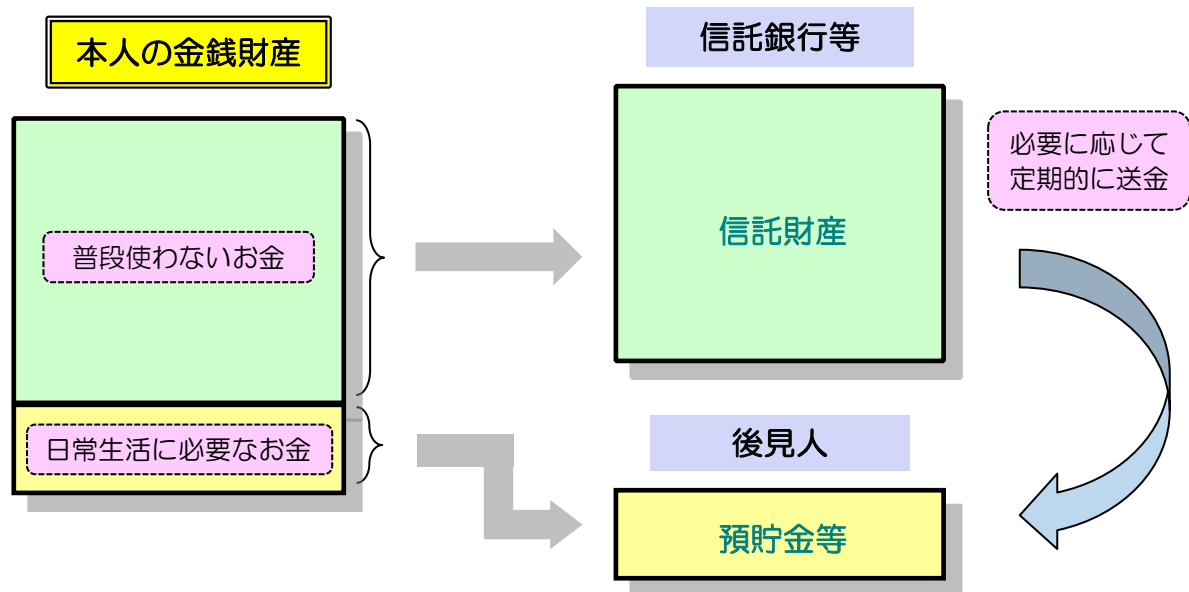 本人の金銭財産
普段使わないお金
日常生活に必要なお金
信託銀行等
信託財産
必要に応じて
定期的に送金
後見人
預貯金等